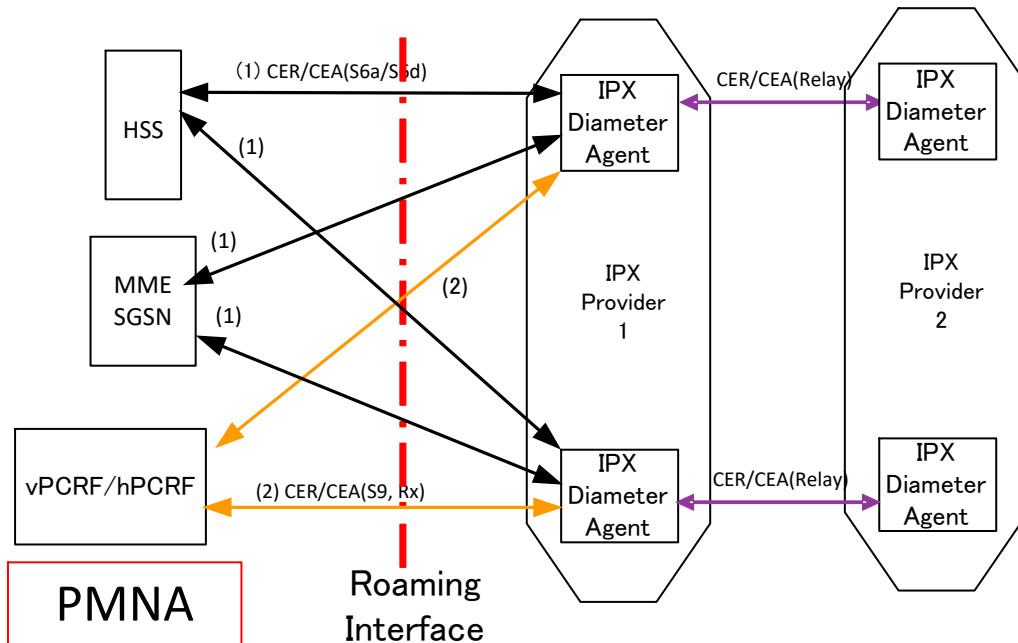 (1) CER/CEA(S6a/S6d)
HSS
(1)
IPX
Diameter
Agent
CER/CEA(Relay)
IPX
Diameter
Agent
(1)
MME
SGSN
(1)
(2)
IPX
Provider
1
IPX
Provider
2
vPCRF/hPCRF
(2) CER/CEA(S9, Rx)
IPX
Diameter
Agent
CER/CEA(Relay)
IPX
Diameter
Agent
PMNA
Roaming
Interface